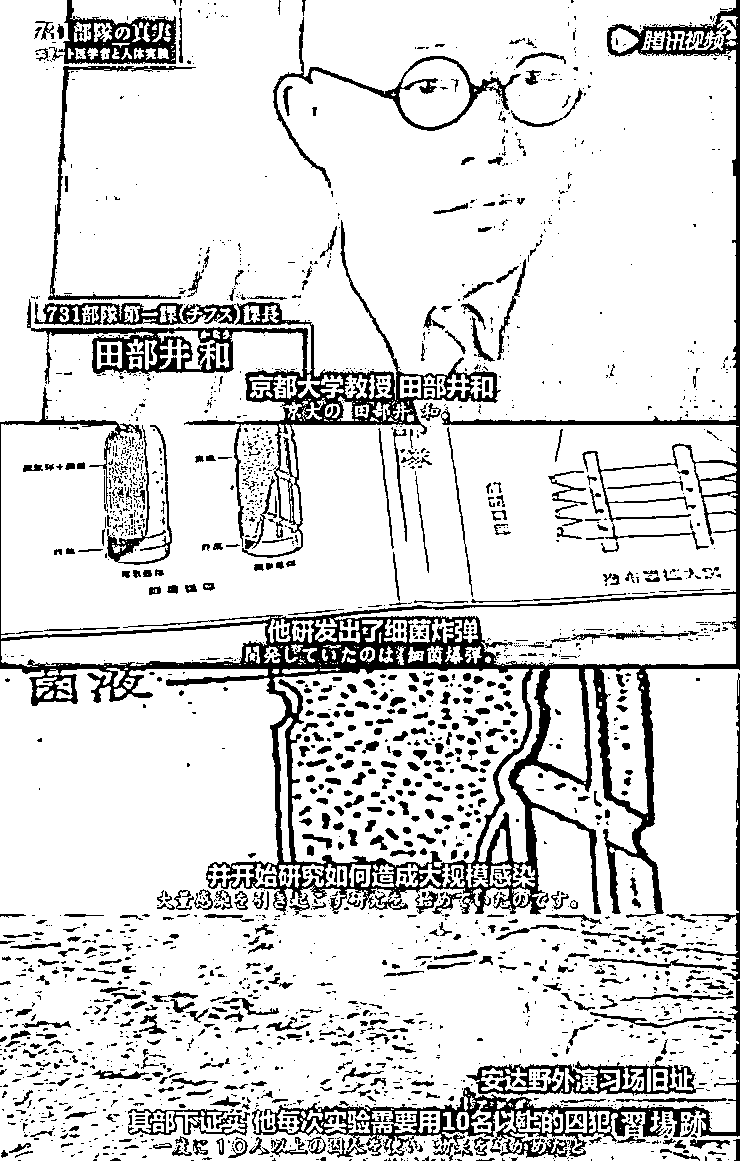 731部隊の真実
エリート医学者と人体実験
腾讯视频
731部隊 第一課(チフス)課長
田部井 和
京都大学教授 田部井和
京大の 田部井 和。
部
隊
他研发出了细菌炸弹
開発していたのは 細菌爆弾。
菌液
并开始研究如何造成大规模感染
大量感染を引き起こす研究を 始めていたのです。
安达野外演习场旧址
其部下证实 他每次实验需要用10名以上的囚犯
習場跡
一度に10人以上の囚人を使い 効果を確かめたと